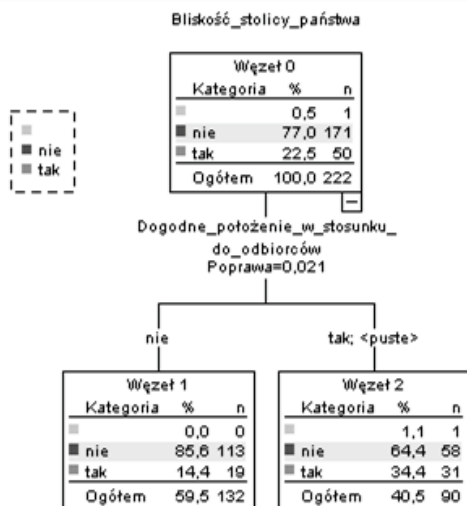 Bliskość_stolicy_państwa
Węzeł 0
Kategoria % n
0,5 1
nie 77,0 171
tak 22,5 50
Ogółem 100,0 222
nie
tak
Dogodne_położenie_w_stosunku_
do_odbiorców
Poprawa=0,021
nie
tak; <puste>
Węzeł 1
Kategoria % n
0,0 0
nie 85,6 113
tak 14,4 19
Ogółem 59,5 132
Węzeł 2
Kategoria % n
1,1 1
nie 64,4 58
tak 34,4 31
Ogółem 40,5 90